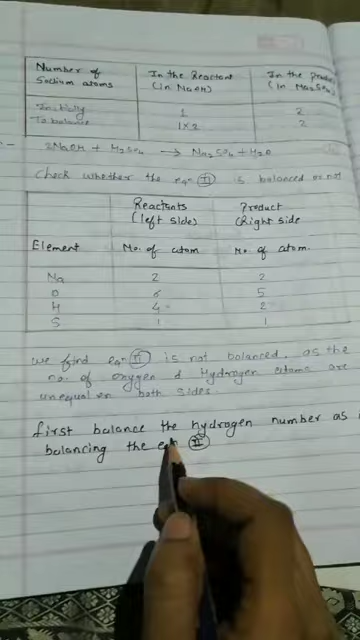 Number of Sodium atoms | In the Reactant (in NaOH) | In the product (in Na2SO4)
Initially | 1 | 2
To balance | 1x2 | 2
2NaOH + H2SO4 → Na2SO4 + H2O
Check whether the eqn (II) is balanced or not
Reactants (left side) | Product (Right side
Element | No. of atom | No. of atom.
Na | 2 | 2
O | 6 | 5
H | 4 | 2
S | 1 | 1
we find eqn (II) is not balanced, as the
no. of oxygen & Hydrogen atoms are
unequal on both sides.
first balance the hydrogen number as
balancing the eqn (II)